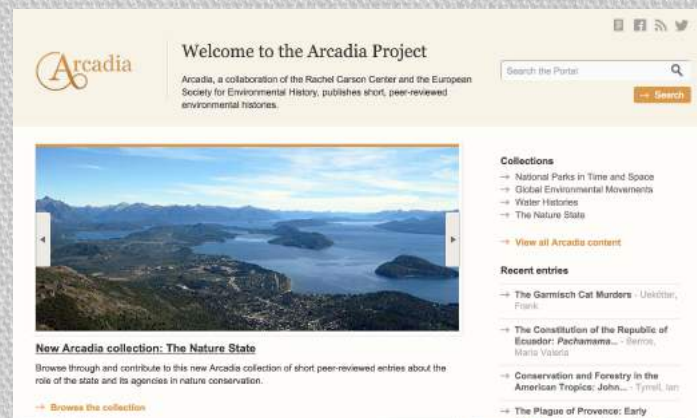 Arcadia
Welcome to the Arcadia Project
Arcadia, a collaboration of the Rachel Carson Center and the European
Society for Environmental History, publishes short, peer-reviewed
environmental histories.
Search the Portal
→ Search
New Arcadia collection: The Nature State
Browse through and contribute to this new Arcadia collection of short peer-reviewed entries about the
role of the state and its agencies in nature conservation.
→ Browse the collection
Collections
→ National Parks in Time and Space
→ Global Environmental Movements
→ Water Histories
→ The Nature State
→ View all Arcadia content
Recent entries
→ The Garmisch Cat Murders - Uekötter,
Frank
→ The Constitution of the Republic of
Ecuador: Pachamama... - Berros,
María Valeria
→ Conservation and Forestry in the
American Tropics: John... - Tyrrell, Ian
→ The Plague of Provence: Early